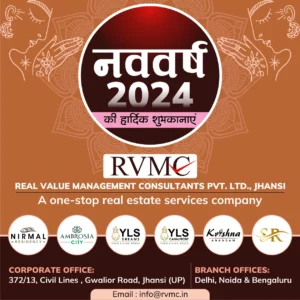 नववर्ष
2024
की हार्दिक शुभकानाएं
RVMC
REAL VALUE MANAGEMENT CONSULTANTS PVT. LTD., JHANSI
A one-stop real estate services company
NIRMAL
RESIDENCY
AMBROSIA
CITY
YLS
YLS
Krishna
SR
CORPORATE OFFICE:
372/13, Civil Lines , Gwalior Road, Jhansi (UP)
BRANCH OFFICES:
Delhi, Noida & Bengaluru
Email : info@rvmc.in